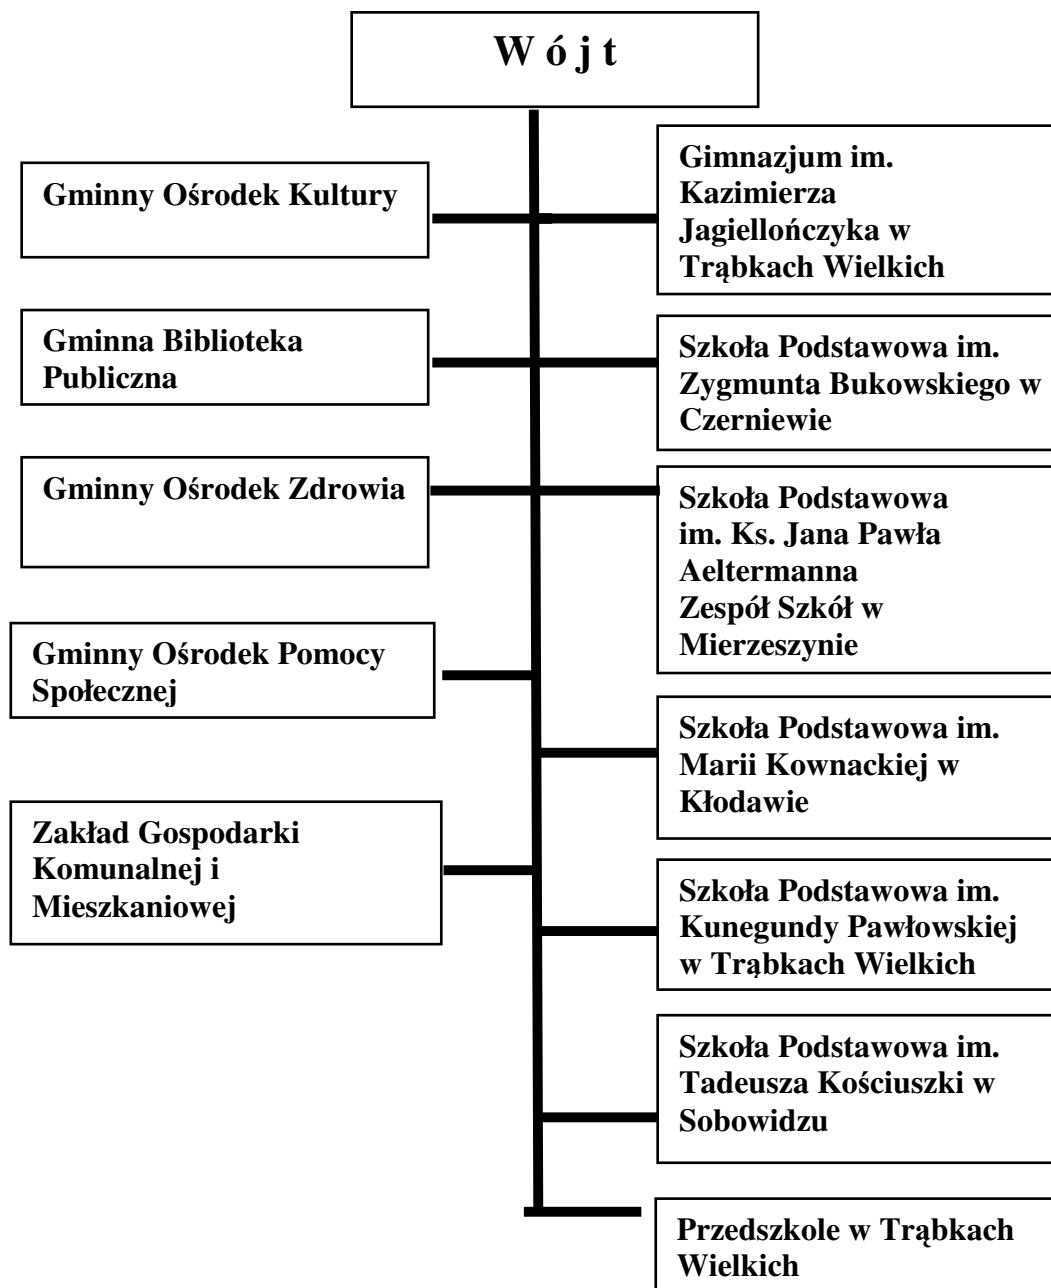 W ó j t
Gminny Ośrodek Kultury
Gminna Biblioteka
Publiczna
Gminny Ośrodek Zdrowia
Gminny Ośrodek Pomocy
Społecznej
Zakład Gospodarki
Komunalnej i
Mieszkaniowej
Gimnazjum im.
Kazimierza
Jagiellończyka w
Trąbkach Wielkich
Szkoła Podstawowa im.
Zygmunta Bukowskiego w
Czerniewie
Szkoła Podstawowa
im. Ks. Jana Pawła
Aeltermanna
Zespół Szkół w
Mierzeszynie
Szkoła Podstawowa im.
Marii Kownackiej w
Kłodawie
Szkoła Podstawowa im.
Kunegundy Pawłowskiej
w Trąbkach Wielkich
Szkoła Podstawowa im.
Tadeusza Kościuszki w
Sobowidzu
Przedszkole w Trąbkach
Wielkich